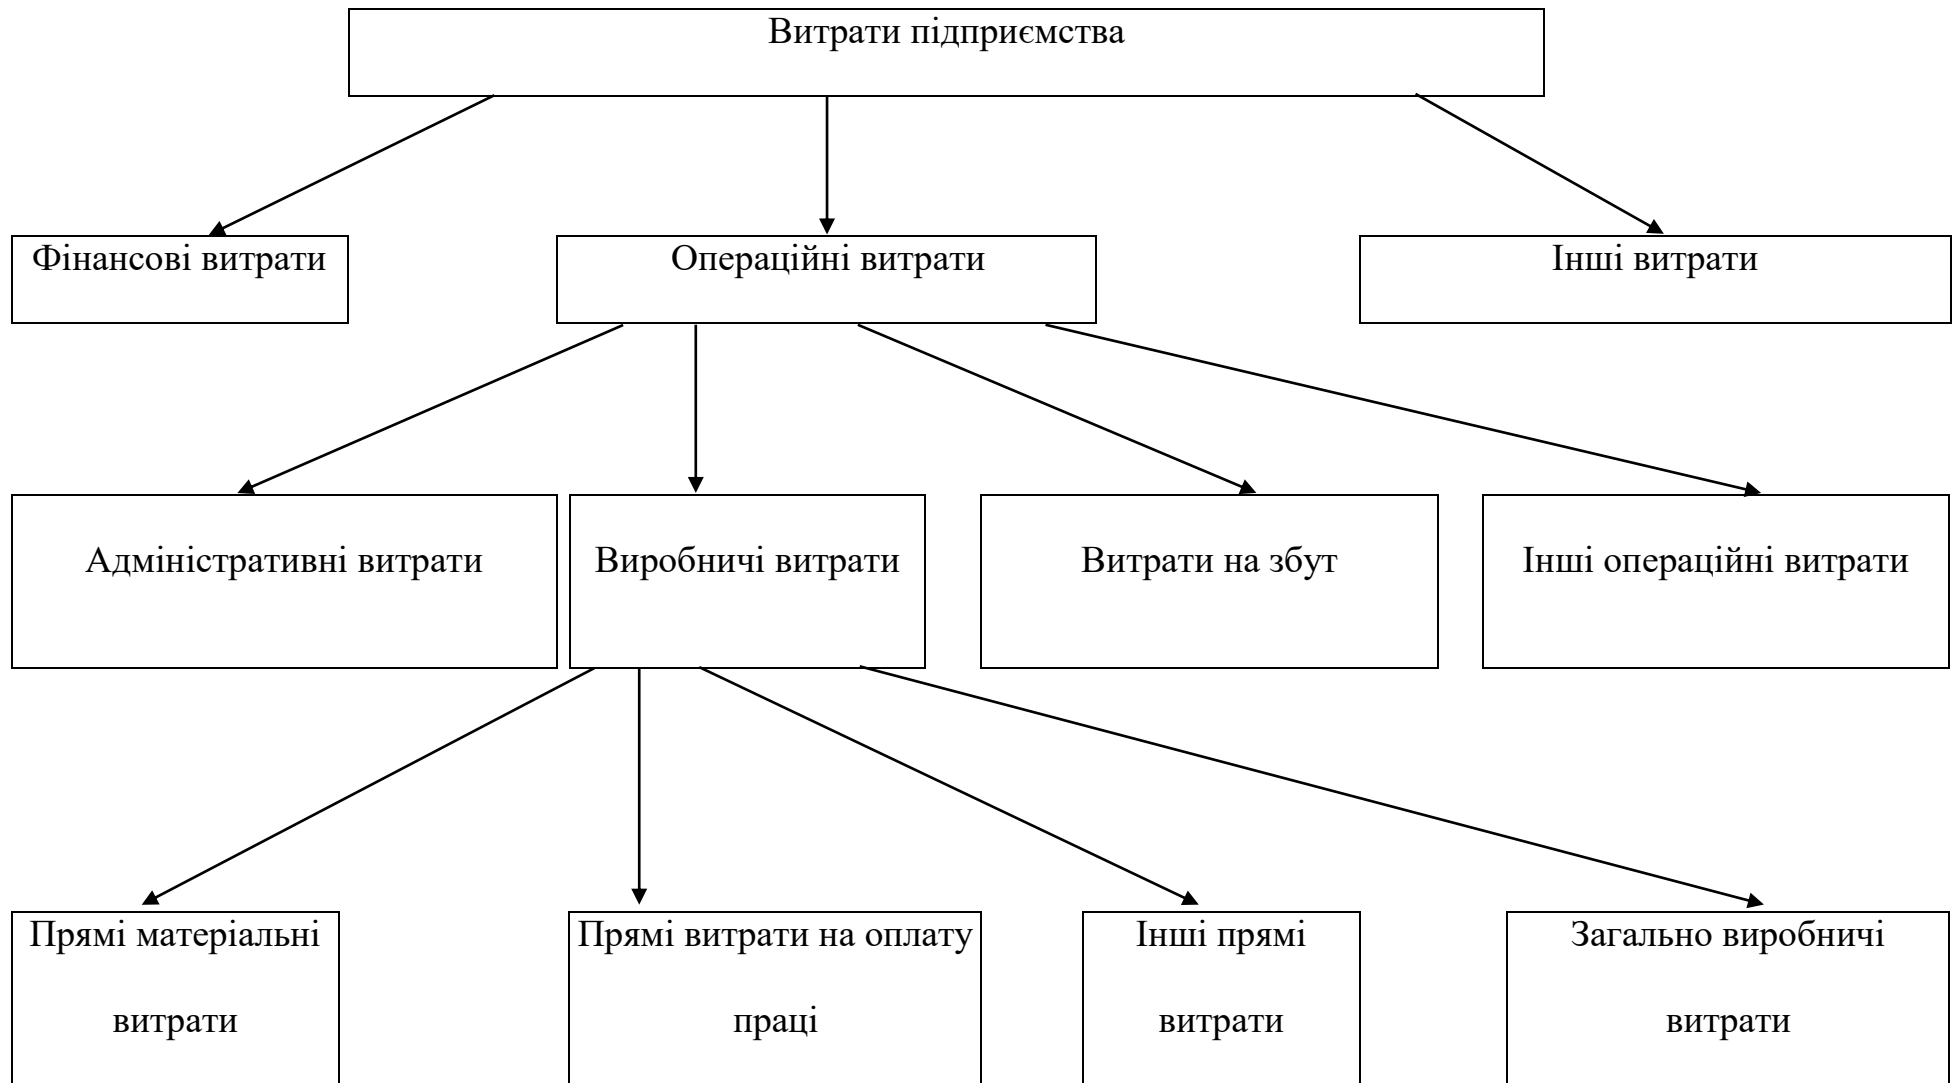 Витрати підприємства
Фінансові витрати
Операційні витрати
Інші витрати
Адміністративні витрати
Виробничі витрати
Витрати на збут
Інші операційні витрати
Прямі матеріальні
витрати
Прямі витрати на оплату
праці
Інші прямі
витрати
Загально виробничі
витрати